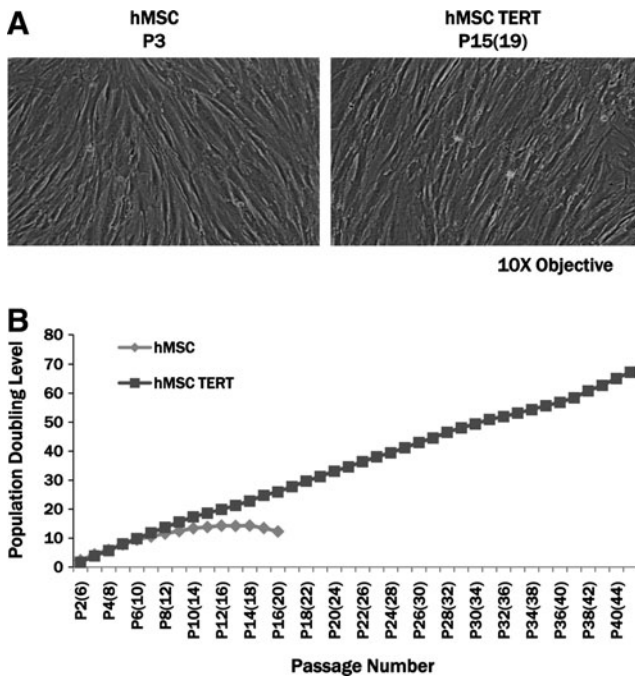 A
hMSC
P3
hMSC TERT
P15(19)
10X Objective
B
hMSC
hMSC TERT
Population Doubling Level
80
70
60
50
40
30
20
10
0
P2(6)
P4(8)
P6(10)
P8(12)
P10(14)
P12(16)
P14(18)
P16(20)
P18(22)
P20(24)
P22(26)
P24(28)
P26(30)
P28(32)
P30(34)
P32(36)
P34(38)
P36(40)
P38(42)
P40(44)
Passage Number